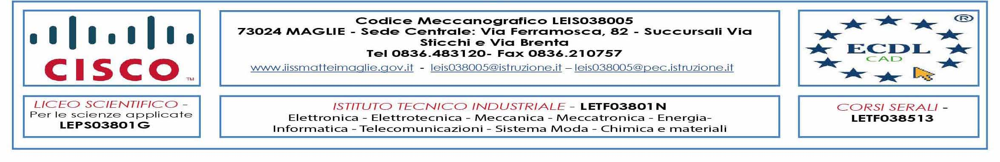 CISCO
TM
Codice Meccanografico LEIS038005
73024 MAGLIE - Sede Centrale: Via Ferramosca, 82 - Succursali Via
Sticchi e Via Brenta
Tel 0836.483120- Fax 0836.210757
www.iissmatteimaglie.gov.it - leis038005@istruzione.it – leis038005@pec.istruzione.it
®
ECDL
CAD
LICEO SCIENTIFICO -
Per le scienze applicate
LEPS03801G
ISTITUTO TECNICO INDUSTRIALE - LETF03801N
Elettronica - Elettrotecnica - Meccanica - Meccatronica - Energia-
Informatica - Telecomunicazioni - Sistema Moda - Chimica e materiali
CORSI SERALI -
LETF038513